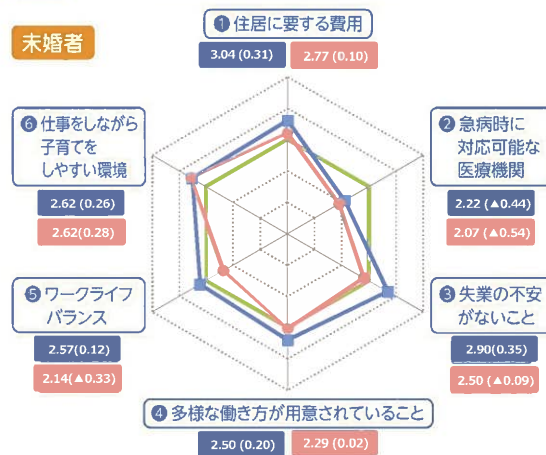 未婚者
❶ 住居に要する費用
3.04 (0.31) 2.77 (0.10)
❷ 急病時に
対応可能な
医療機関
2.22 (▲0.44)
2.07 (▲0.54)
❸ 失業の不安
がないこと
2.90 (0.35)
2.50 (▲0.09)
❹ 多様な働き方が用意されていること
2.50 (0.20) 2.29 (0.02)
❺ ワークライフ
バランス
2.57(0.12)
2.14(▲0.33)
❻ 仕事をしながら
子育てを
しやすい環境
2.62 (0.26)
2.62(0.28)